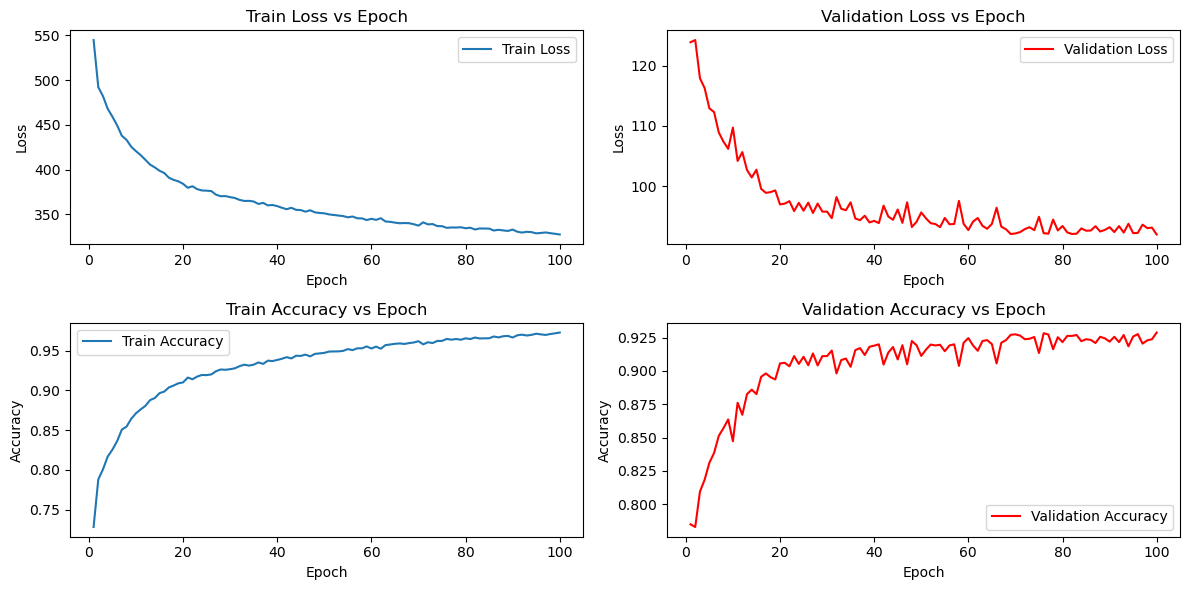 Train Loss vs Epoch
550
500
450
400
350
Loss
0 20 40 60 80 100
Epoch
Train Loss
Validation Loss vs Epoch
120
110
100
Loss
0 20 40 60 80 100
Epoch
Validation Loss
Train Accuracy vs Epoch
0.95
0.90
0.85
0.80
0.75
Accuracy
0 20 40 60 80 100
Epoch
Train Accuracy
Validation Accuracy vs Epoch
0.925
0.900
0.875
0.850
0.825
0.800
Accuracy
0 20 40 60 80 100
Epoch
Validation Accuracy